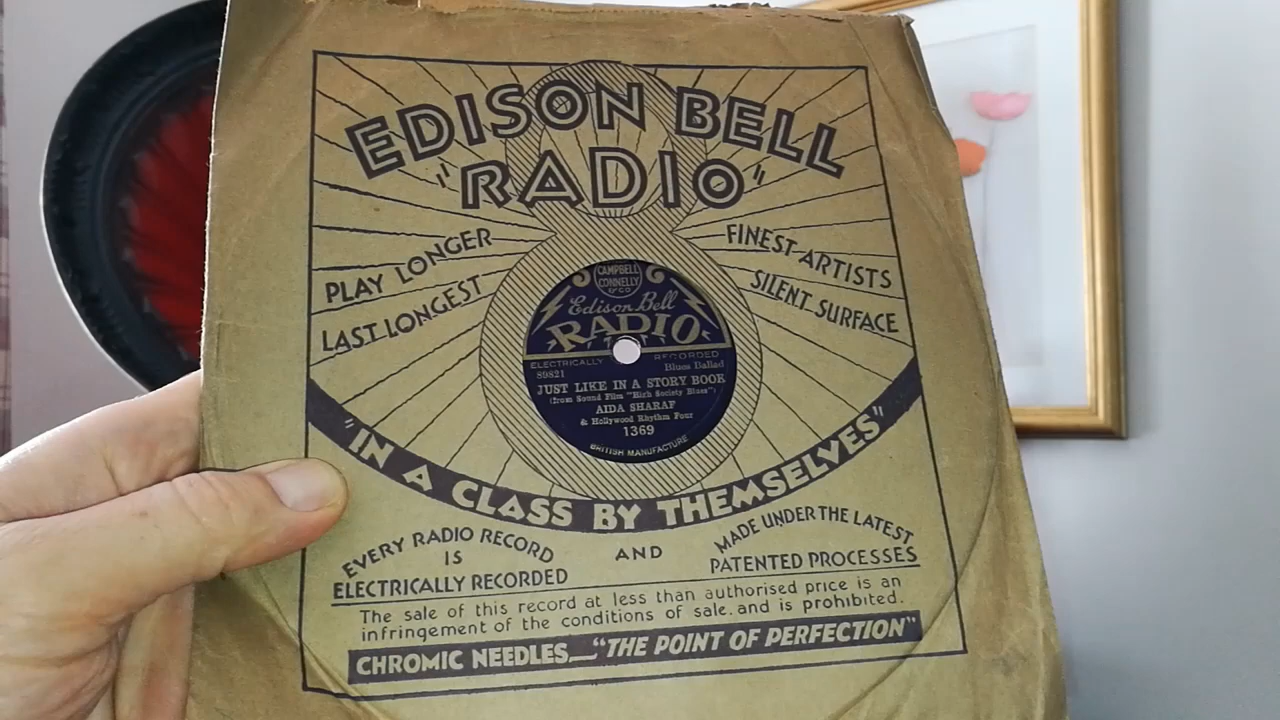 EDISON BELL
"RADIO"
PLAY LONGER
LAST LONGEST
FINEST ARTISTS
SILENT SURFACE
CAMPBELL
CONNELLY
& CO
Edison Bell
RADIO
ELECTRICALLY RECORDED
89821 Blues Ballad
JUST LIKE IN A STORY BOOK
(from Sound Film "High Society Blues")
AIDA SHARAF
& Hollywood Rhythm Four
1369
BRITISH MANUFACTURE
"IN A CLASS BY THEMSELVES"
EVERY RADIO RECORD
IS
ELECTRICALLY RECORDED
AND
MADE UNDER THE LATEST
PATENTED PROCESSES
The sale of this record at less than authorised price is an
infringement of the conditions of sale. and is prohibited.
CHROMIC NEEDLES—"THE POINT OF PERFECTION"